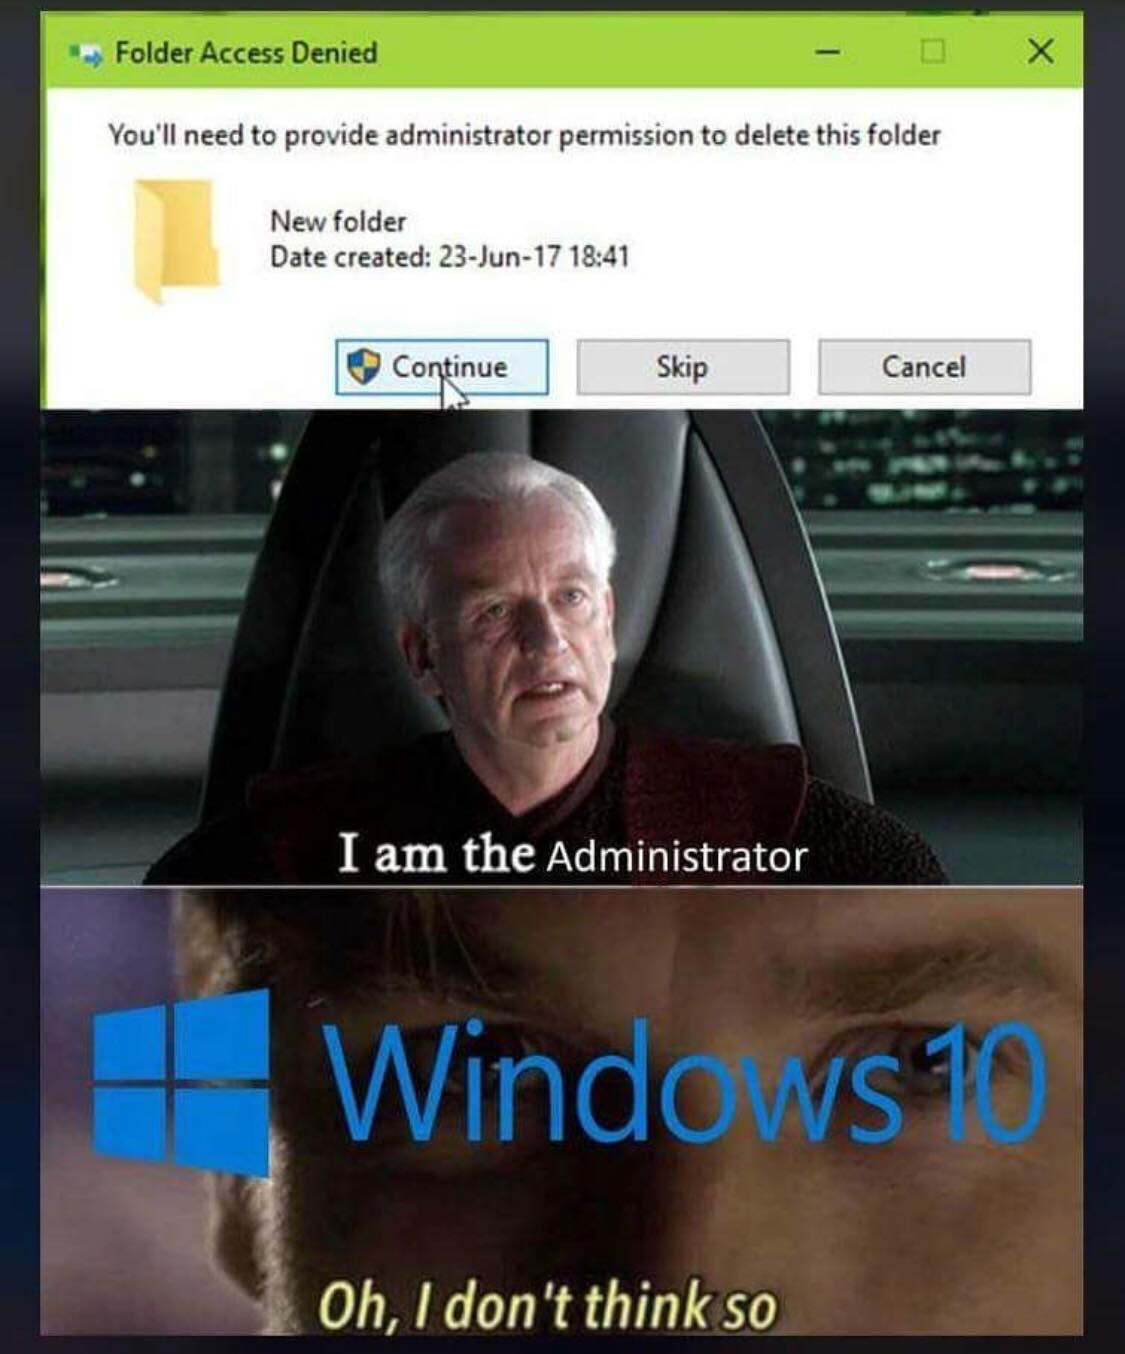 Folder Access Denied
You'll need to provide administrator permission to delete this folder
New folder
Date created: 23-Jun-17 18:41
Continue Skip Cancel
I am the Administrator
Windows 10
Oh, I don't think so